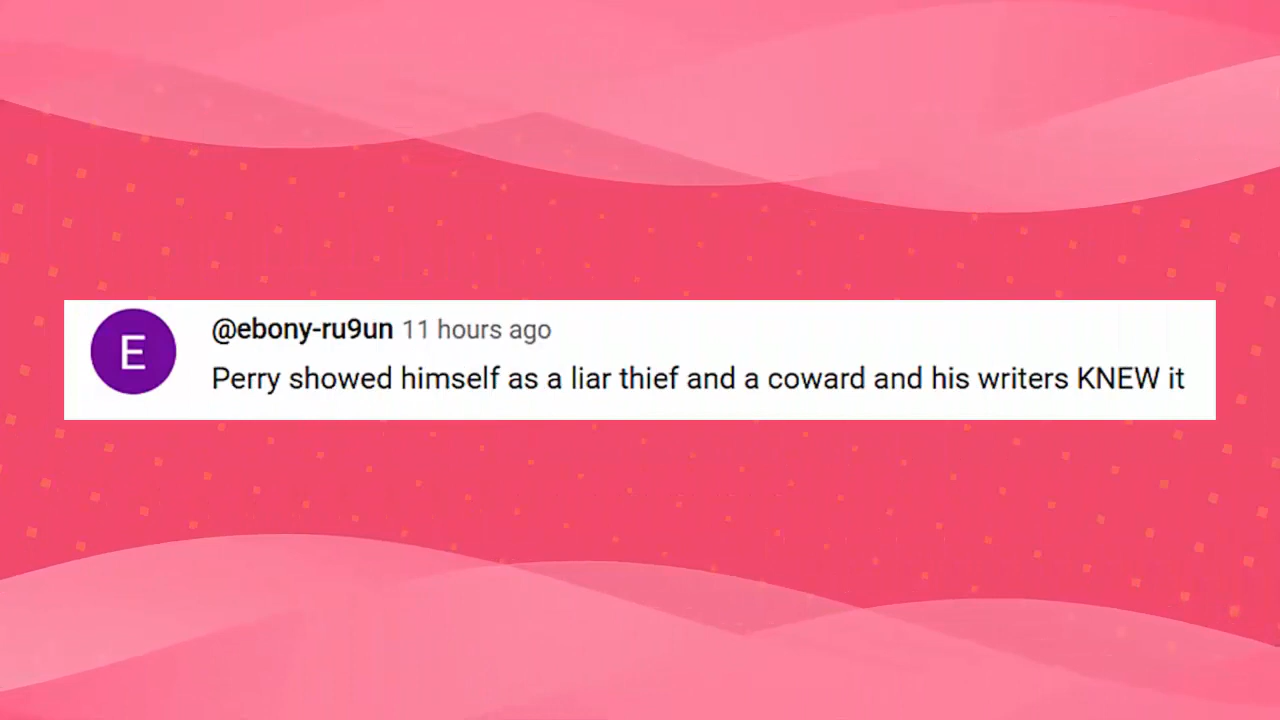 E
@ebony-ru9un 11 hours ago
Perry showed himself as a liar thief and a coward and his writers KNEW it